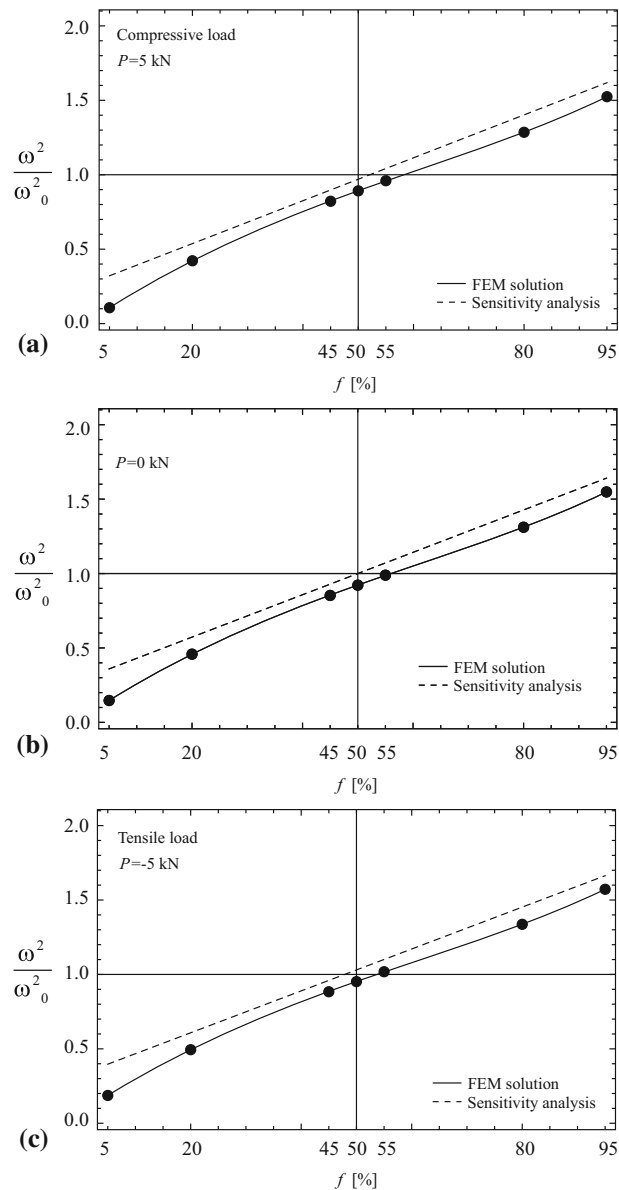 Compressive load
P=5 kN
2.0
1.5
1.0
0.5
0.0
ω²
ω²₀
FEM solution
Sensitivity analysis
(a)
5 20 45 50 55 80 95
f [%]
P=0 kN
2.0
1.5
1.0
0.5
0.0
ω²
ω²₀
FEM solution
Sensitivity analysis
(b)
5 20 45 50 55 80 95
f [%]
Tensile load
P=-5 kN
2.0
1.5
1.0
0.5
0.0
ω²
ω²₀
FEM solution
Sensitivity analysis
(c)
5 20 45 50 55 80 95
f [%]